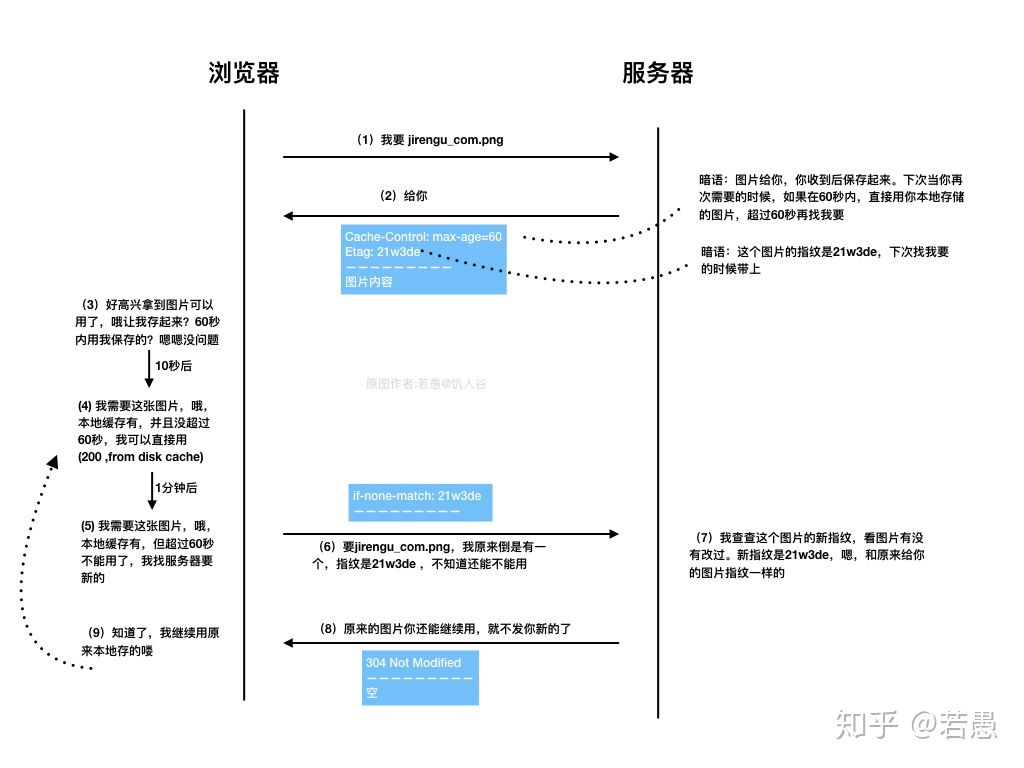 浏览器
服务器
（1）我要 jirengu_com.png
（2）给你
Cache-Control: max-age=60
Etag: 21w3de
－－－－－－－－－
图片内容
暗语：图片给你，你收到后保存起来。下次当你再
次需要的时候，如果在60秒内，直接用你本地存储
的图片，超过60秒再找我要
暗语：这个图片的指纹是21w3de，下次找我要
的时候带上
（3）好高兴拿到图片可以
用了，哦让我存起来？60秒
内用我保存的？嗯嗯没问题
10秒后
(4) 我需要这张图片，哦，
本地缓存有，并且没超过
60秒，我可以直接用
(200 ,from disk cache)
1分钟后
(5) 我需要这张图片，哦，
本地缓存有，但超过60秒
不能用了，我找服务器要
新的
原图作者:若愚@饥人谷
if-none-match: 21w3de
－－－－－－－－－
（6）要jirengu_com.png，我原来倒是有一
个，指纹是21w3de ，不知道还能不能用
（7）我查查这个图片的新指纹，看图片有没
有改过。新指纹是21w3de，嗯，和原来给你
的图片指纹一样的
（8）原来的图片你还能继续用，就不发你新的了
304 Not Modified
－－－－－－－－－
空
（9）知道了，我继续用原
来本地存的喽
知乎 @若愚